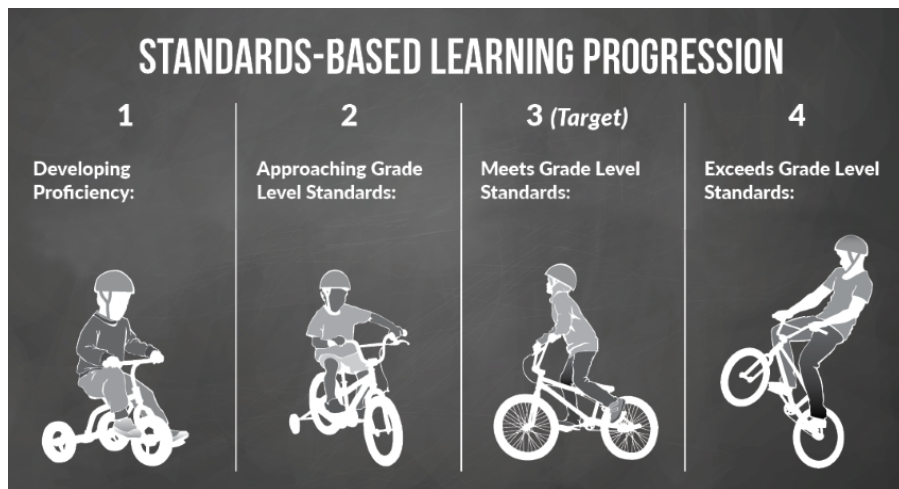 STANDARDS-BASED LEARNING PROGRESSION
1
Developing
Proficiency:
2
Approaching Grade
Level Standards:
3 (Target)
Meets Grade Level
Standards:
4
Exceeds Grade Level
Standards: